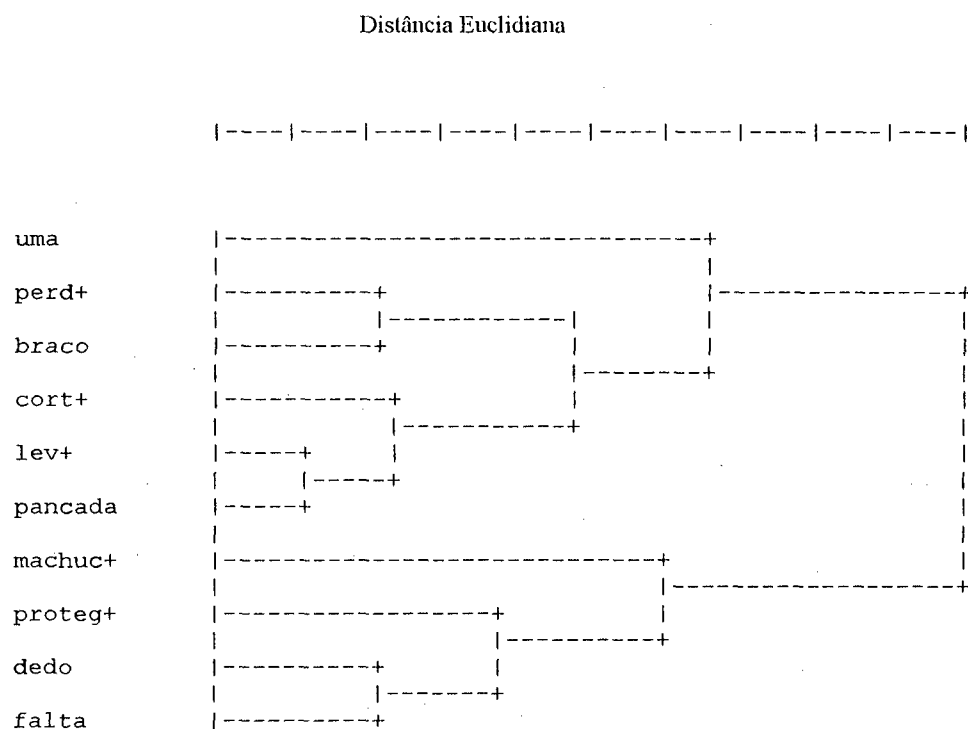 Distância Euclidiana
|----|----|----|----|----|----|----|----|----|----|
uma
perd+
braco
cort+
lev+
pancada
machuc+
proteg+
dedo
falta